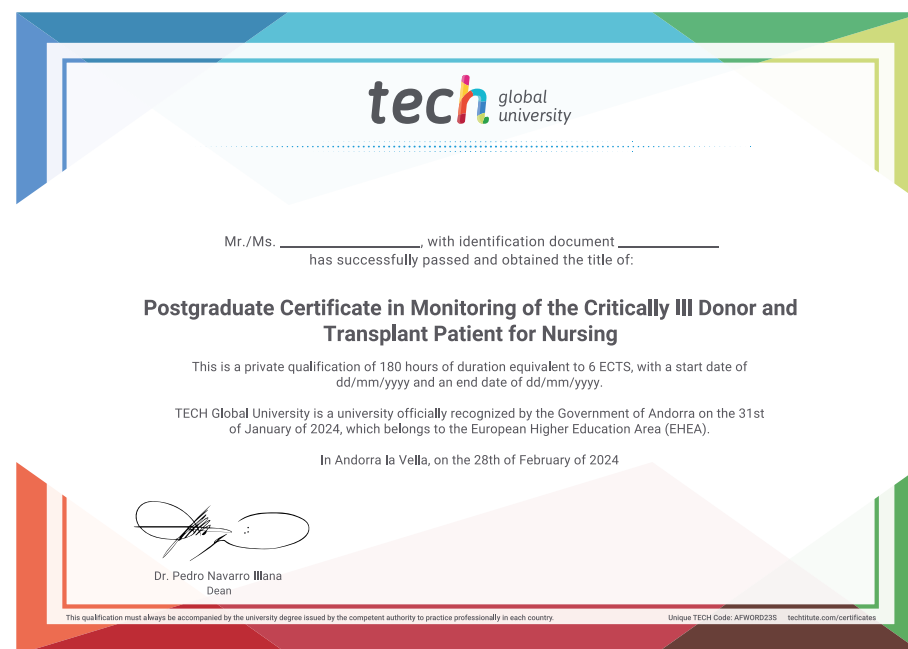 tech global
university
Mr./Ms. ____________________, with identification document ______________
has successfully passed and obtained the title of:
Postgraduate Certificate in Monitoring of the Critically Ill Donor and
Transplant Patient for Nursing
This is a private qualification of 180 hours of duration equivalent to 6 ECTS, with a start date of
dd/mm/yyyy and an end date of dd/mm/yyyy.
TECH Global University is a university officially recognized by the Government of Andorra on the 31st
of January of 2024, which belongs to the European Higher Education Area (EHEA).
In Andorra la Vella, on the 28th of February of 2024
Dr. Pedro Navarro Illana
Dean
This qualification must always be accompanied by the university degree issued by the competent authority to practice professionally in each country.
Unique TECH Code: AFWORD23S techtitute.com/certificates